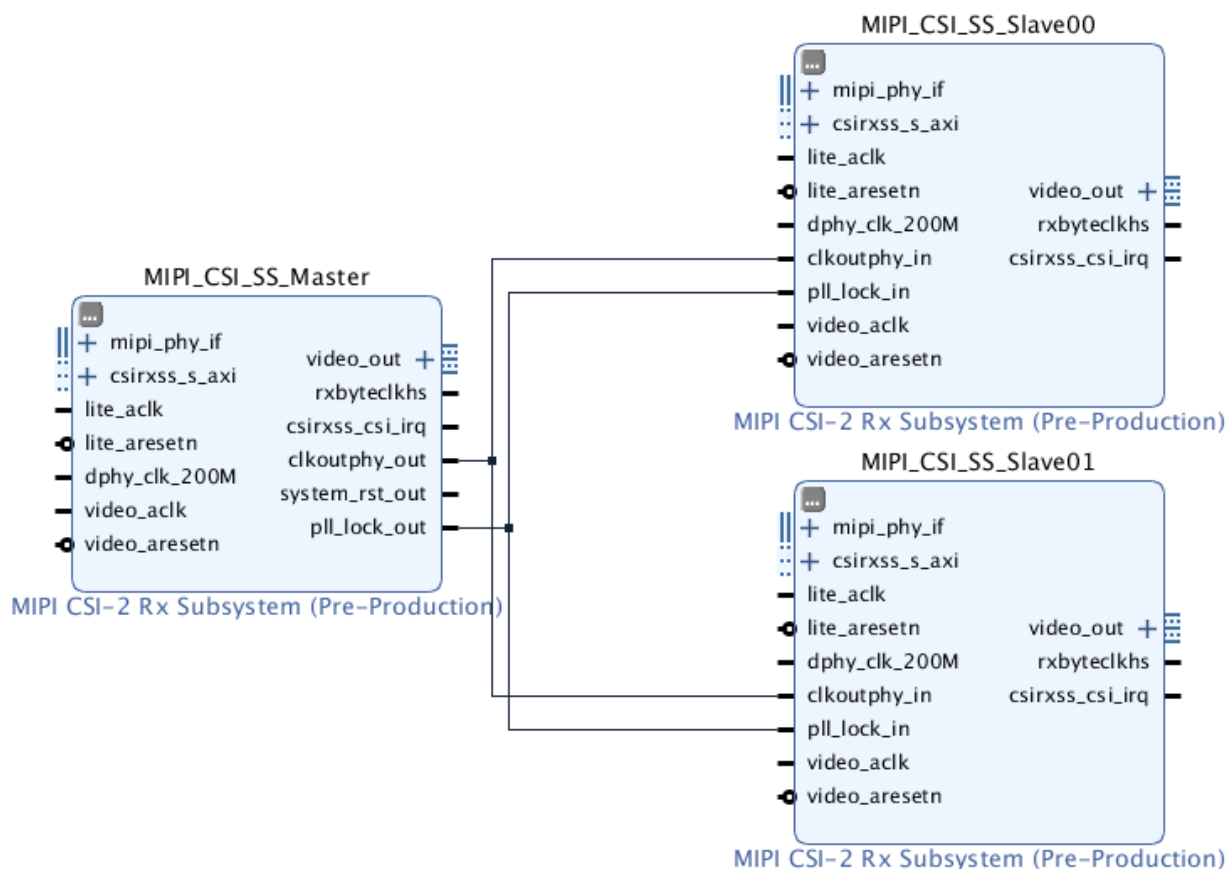 MIPI_CSI_SS_Master
...
mipi_phy_if
csirxss_s_axi
lite_aclk
lite_aresetn
dphy_clk_200M
video_aclk
video_aresetn
video_out
rxbyteclkhs
csirxss_csi_irq
clkoutphy_out
system_rst_out
pll_lock_out
MIPI CSI-2 Rx Subsystem (Pre-Production)
MIPI_CSI_SS_Slave00
...
mipi_phy_if
csirxss_s_axi
lite_aclk
lite_aresetn
dphy_clk_200M
clkoutphy_in
pll_lock_in
video_aclk
video_aresetn
video_out
rxbyteclkhs
csirxss_csi_irq
MIPI CSI-2 Rx Subsystem (Pre-Production)
MIPI_CSI_SS_Slave01
...
mipi_phy_if
csirxss_s_axi
lite_aclk
lite_aresetn
dphy_clk_200M
clkoutphy_in
pll_lock_in
video_aclk
video_aresetn
video_out
rxbyteclkhs
csirxss_csi_irq
MIPI CSI-2 Rx Subsystem (Pre-Production)